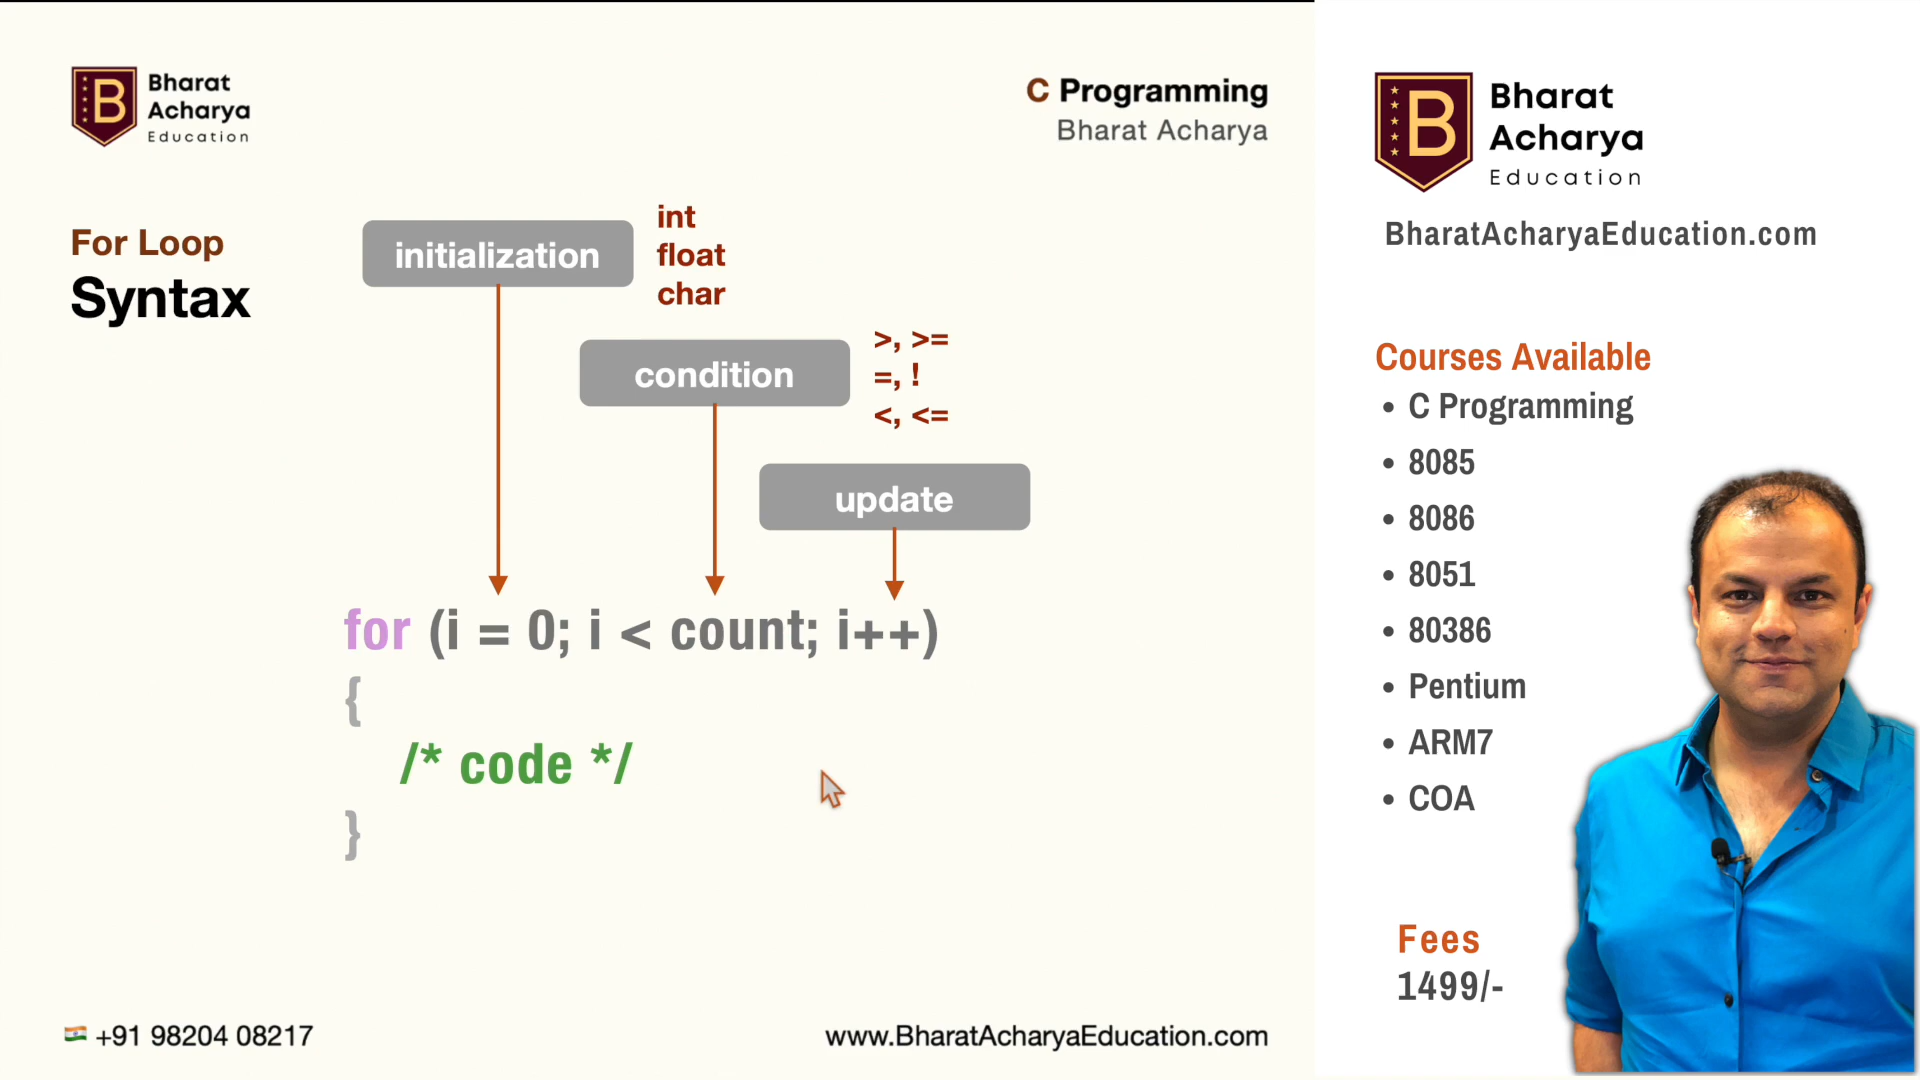 Bharat
Acharya
Education
C Programming
Bharat Acharya
For Loop
Syntax
initialization
int
float
char
condition
>, >=
=, !
<, <=
update
for (i = 0; i < count; i++)
{
/* code */
}
+91 98204 08217
www.BharatAcharyaEducation.com
B
Bharat
Acharya
Education
BharatAcharyaEducation.com
Courses Available
• C Programming
• 8085
• 8086
• 8051
• 80386
• Pentium
• ARM7
• COA
Fees
1499/-